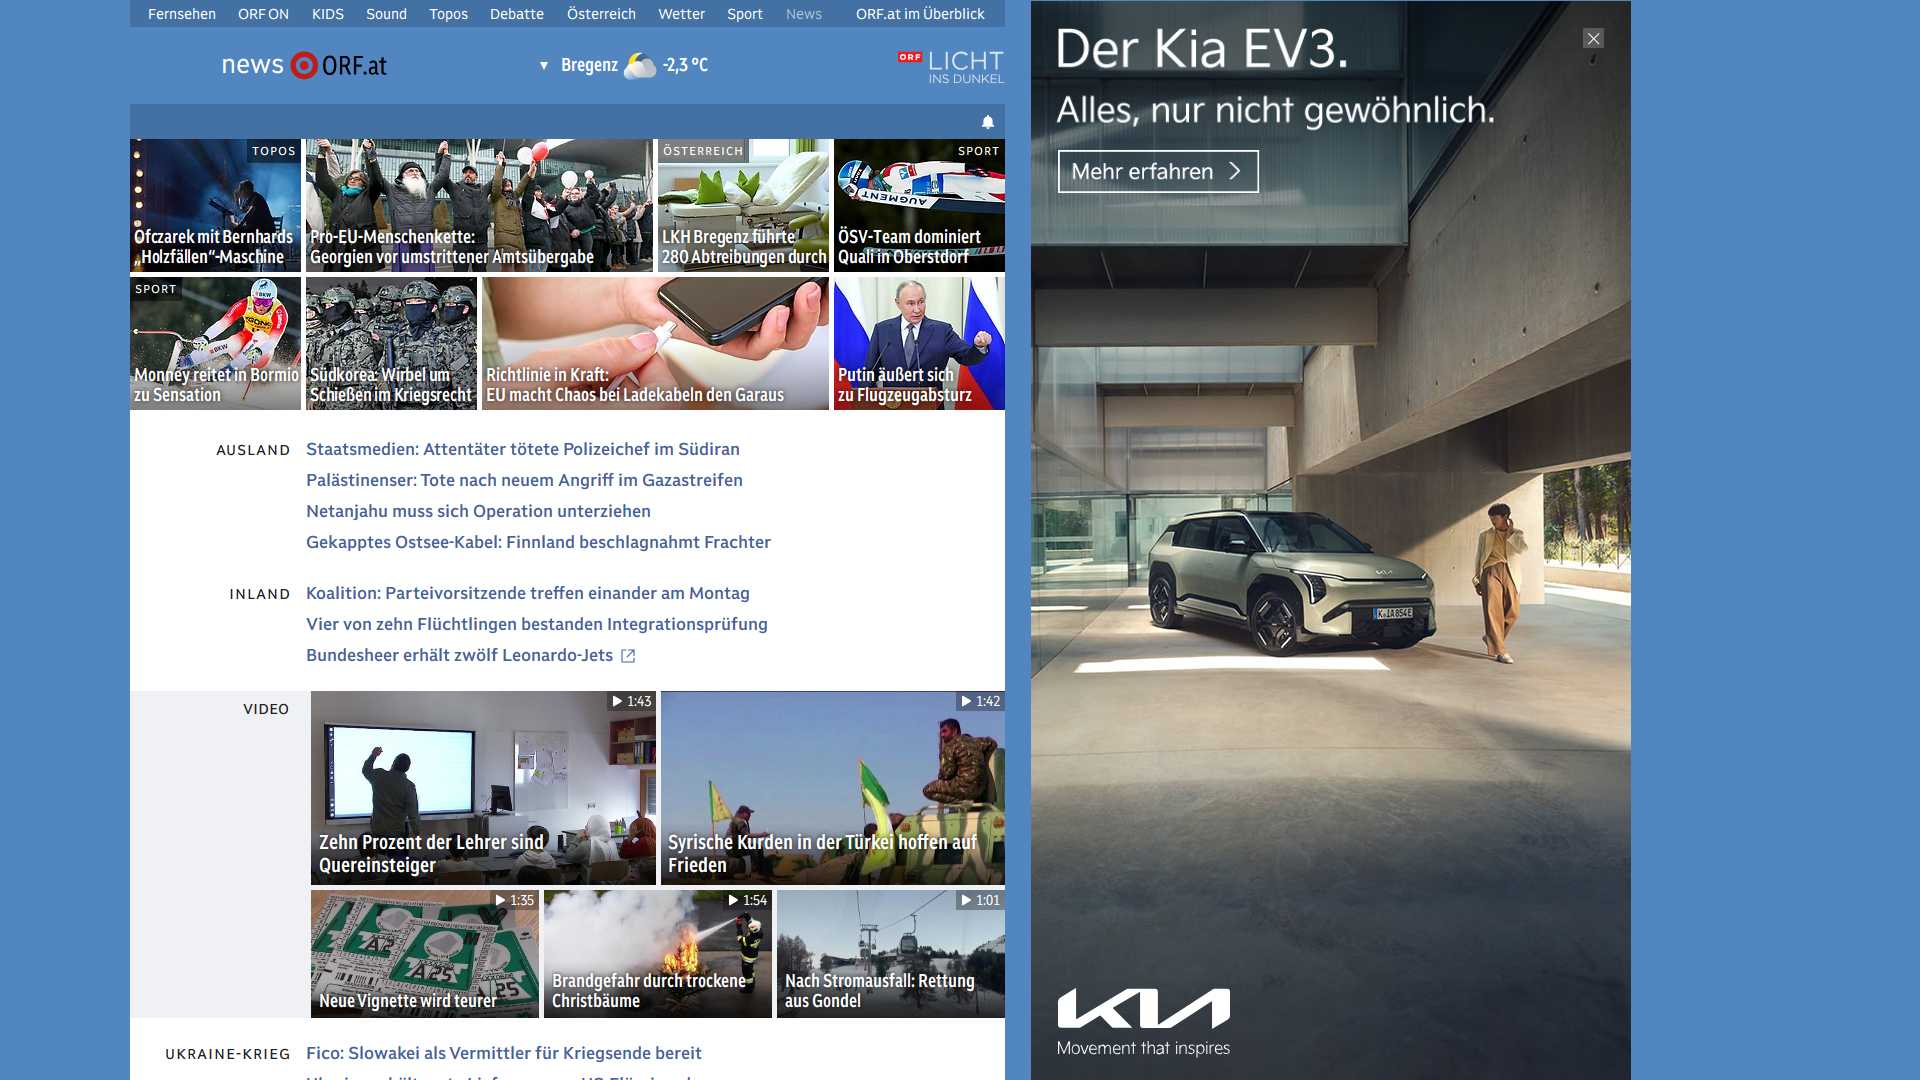 Fernsehen ORF ON KIDS Sound Topos Debatte Österreich Wetter Sport News ORF.at im Überblick
news ORF.at
Bregenz -2,3 °C
ORF LICHT
INS DUNKEL
TOPOS
Ofczarek mit Bernhards
„Holzfällen“-Maschine
Pro-EU-Menschenkette:
Georgien vor umstrittener Amtsübergabe
ÖSTERREICH
LKH Bregenz führte
280 Abtreibungen durch
SPORT
AUGMENT
ÖSV-Team dominiert
Quali in Oberstdorf
SPORT
BKW
Monney reitet in Bormio
zu Sensation
Südkorea: Wirbel um
Schießen im Kriegsrecht
Richtlinie in Kraft:
EU macht Chaos bei Ladekabeln den Garaus
Putin äußert sich
zu Flugzeugabsturz
AUSLAND
Staatsmedien: Attentäter tötete Polizeichef im Südiran
Palästinenser: Tote nach neuem Angriff im Gazastreifen
Netanjahu muss sich Operation unterziehen
Gekapptes Ostsee-Kabel: Finnland beschlagnahmt Frachter
INLAND
Koalition: Parteivorsitzende treffen einander am Montag
Vier von zehn Flüchtlingen bestanden Integrationsprüfung
Bundesheer erhält zwölf Leonardo-Jets
VIDEO
1:43
Zehn Prozent der Lehrer sind
Quereinsteiger
1:42
Syrische Kurden in der Türkei hoffen auf
Frieden
1:35
Neue Vignette wird teurer
1:54
Brandgefahr durch trockene
Christbäume
1:01
Nach Stromausfall: Rettung
aus Gondel
UKRAINE-KRIEG
Fico: Slowakei als Vermittler für Kriegsende bereit
Der Kia EV3.
Alles, nur nicht gewöhnlich.
Mehr erfahren
KIA
Movement that inspires